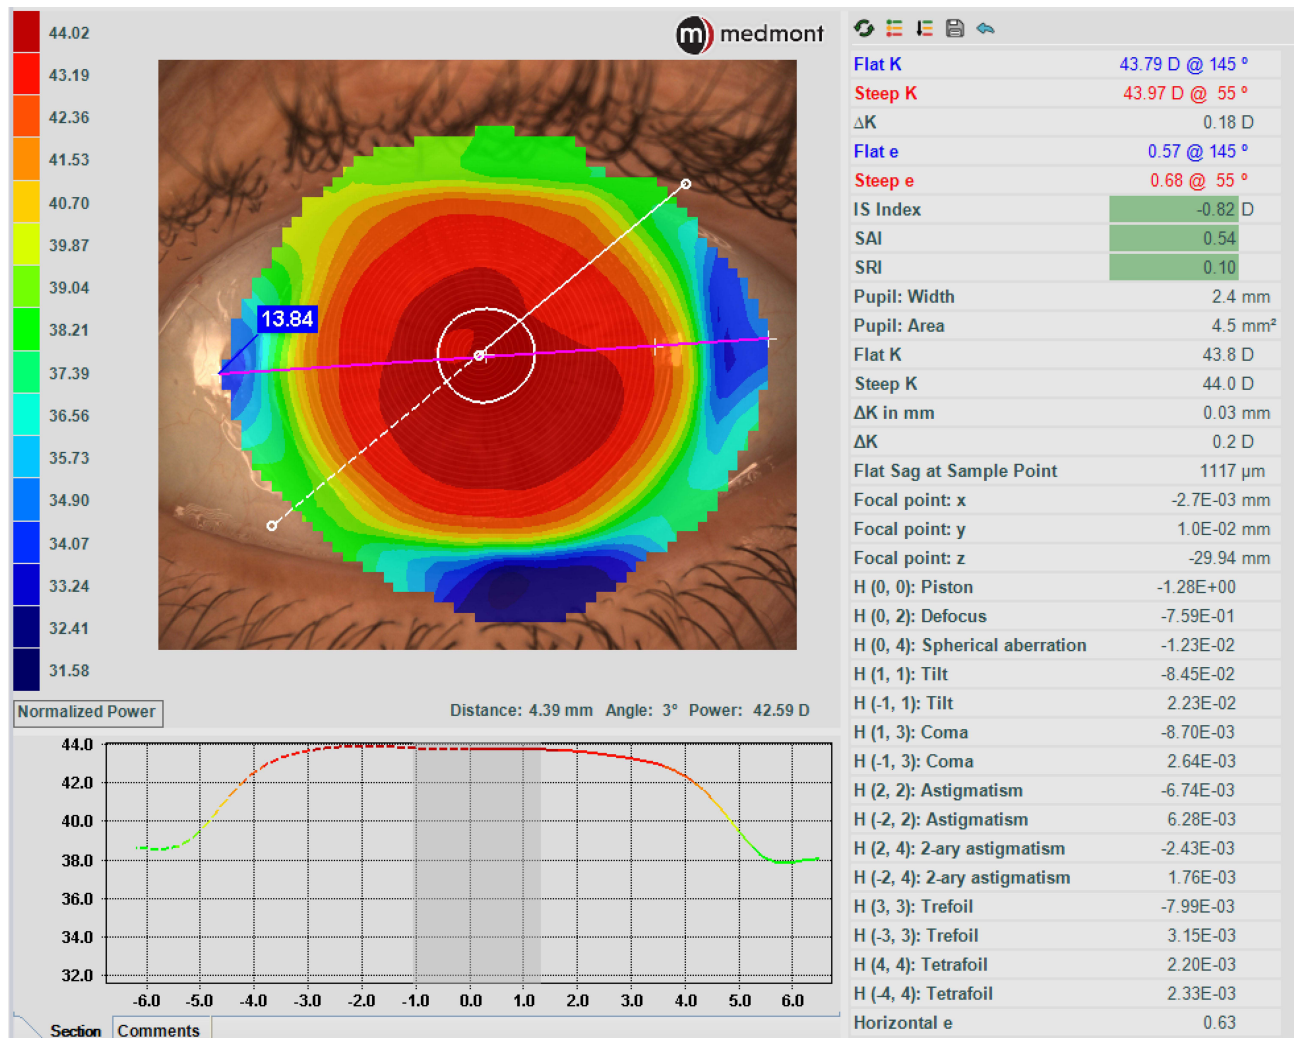 44.02
43.19
42.36
41.53
40.70
39.87
39.04
38.21
37.39
36.56
35.73
34.90
34.07
33.24
32.41
31.58
m medmont
13.84
Normalized Power
Distance: 4.39 mm Angle: 3° Power: 42.59 D
44.0
42.0
40.0
38.0
36.0
34.0
32.0
-6.0 -5.0 -4.0 -3.0 -2.0 -1.0 0.0 1.0 2.0 3.0 4.0 5.0 6.0
Section Comments
Flat K 43.79 D @ 145 °
Steep K 43.97 D @ 55 °
ΔK 0.18 D
Flat e 0.57 @ 145 °
Steep e 0.68 @ 55 °
IS Index -0.82 D
SAI 0.54
SRI 0.10
Pupil: Width 2.4 mm
Pupil: Area 4.5 mm²
Flat K 43.8 D
Steep K 44.0 D
ΔK in mm 0.03 mm
ΔK 0.2 D
Flat Sag at Sample Point 1117 µm
Focal point: x -2.7E-03 mm
Focal point: y 1.0E-02 mm
Focal point: z -29.94 mm
H (0, 0): Piston -1.28E+00
H (0, 2): Defocus -7.59E-01
H (0, 4): Spherical aberration -1.23E-02
H (1, 1): Tilt -8.45E-02
H (-1, 1): Tilt 2.23E-02
H (1, 3): Coma -8.70E-03
H (-1, 3): Coma 2.64E-03
H (2, 2): Astigmatism -6.74E-03
H (-2, 2): Astigmatism 6.28E-03
H (2, 4): 2-ary astigmatism -2.43E-03
H (-2, 4): 2-ary astigmatism 1.76E-03
H (3, 3): Trefoil -7.99E-03
H (-3, 3): Trefoil 3.15E-03
H (4, 4): Tetrafoil 2.20E-03
H (-4, 4): Tetrafoil 2.33E-03
Horizontal e 0.63